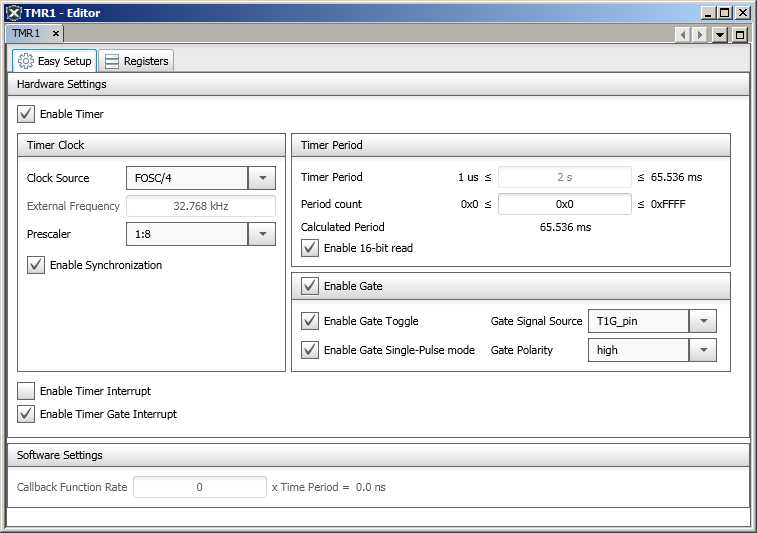 TMR1 - Editor
TMR1 ×
Easy Setup Registers
Hardware Settings
Enable Timer
Timer Clock
Clock Source FOSC/4
External Frequency 32.768 kHz
Prescaler 1:8
Enable Synchronization
Timer Period
Timer Period 1 us ≤ 2 s ≤ 65.536 ms
Period count 0x0 ≤ 0x0 ≤ 0xFFFF
Calculated Period 65.536 ms
Enable 16-bit read
Enable Gate
Enable Gate Toggle Gate Signal Source T1G_pin
Enable Gate Single-Pulse mode Gate Polarity high
Enable Timer Interrupt
Enable Timer Gate Interrupt
Software Settings
Callback Function Rate 0 x Time Period = 0.0 ns